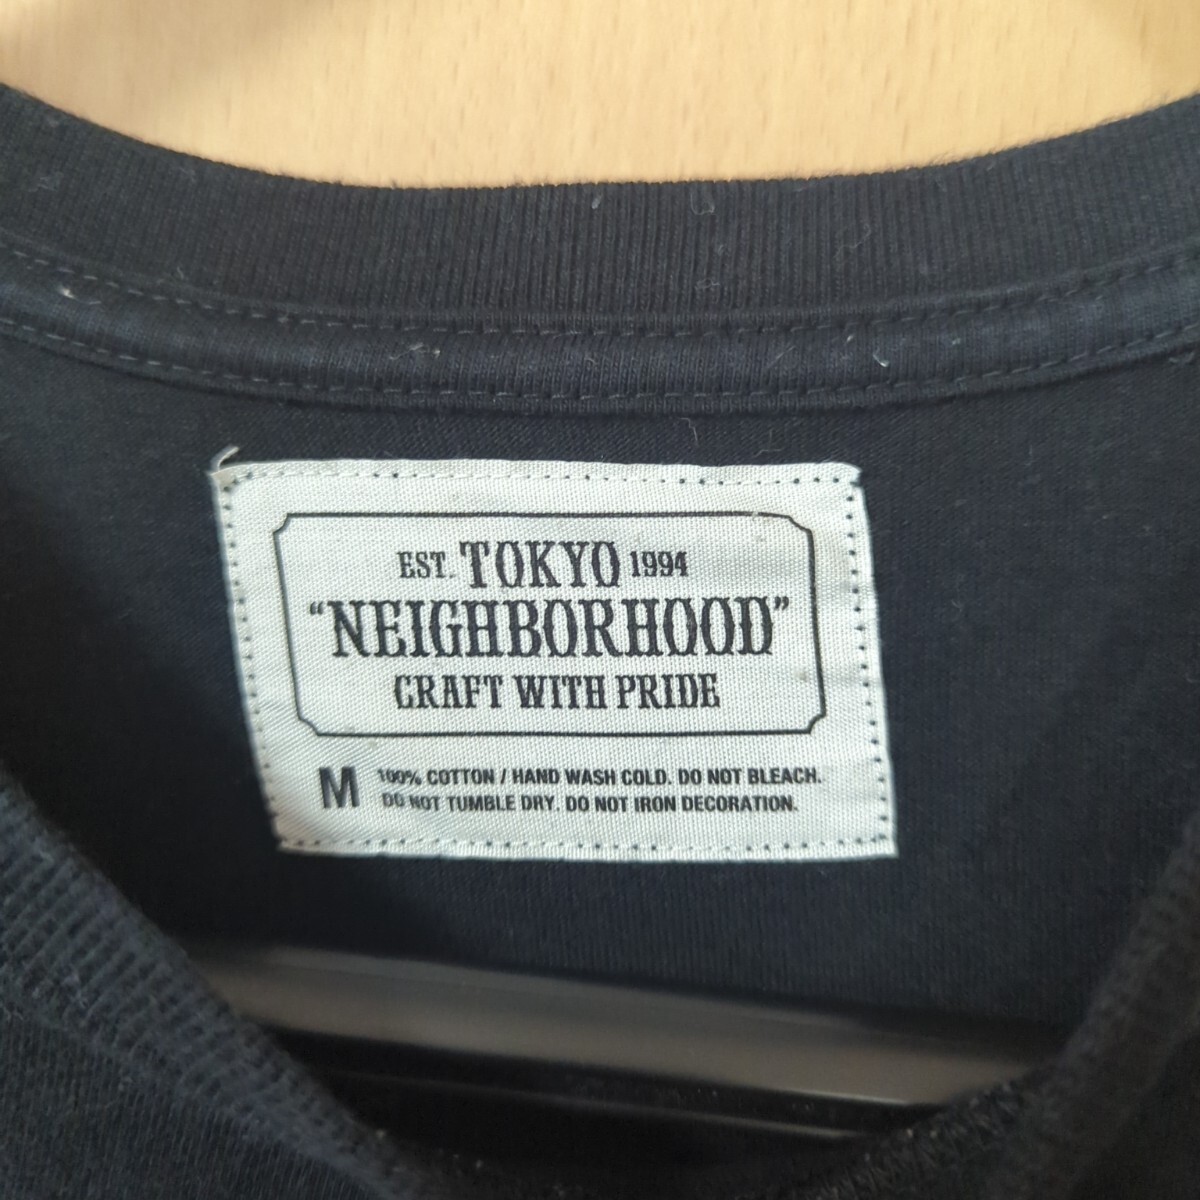 EST. TOKYO 1994
"NEIGHBORHOOD"
CRAFT WITH PRIDE
M 100% COTTON / HAND WASH COLD. DO NOT BLEACH.
DO NOT TUMBLE DRY. DO NOT IRON DECORATION.